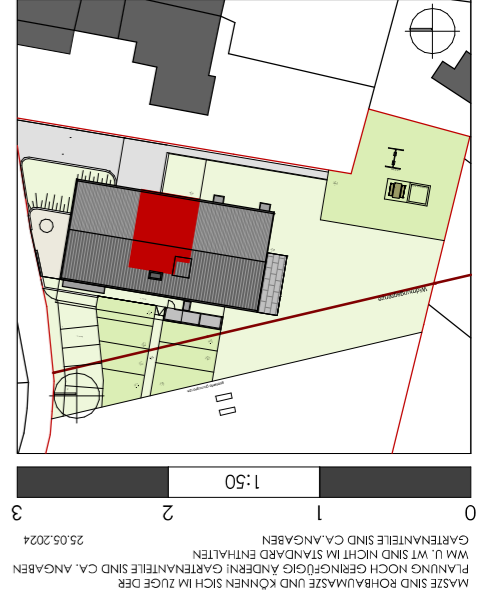 MASZE SIND ROHBAUMASZE UND KÖNNEN SICH IM ZUGE DER
PLANUNG NOCH GERINGFÜGIG ÄNDERN! GARTENANTEILE SIND CA. ANGABEN
WM U. WT SIND NICHT IM STANDARD ENTHALTEN
GARTENANTEILE SIND CA.ANGABEN 25.05.2024
0 1 2 3
1:50
Widmungsgrenze